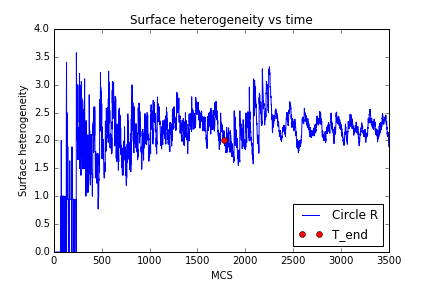 Surface heterogeneity vs time
4.0
3.5
3.0
2.5
2.0
1.5
1.0
0.5
0.0
Surface heterogeneity
0 500 1000 1500 2000 2500 3000 3500
MCS
Circle R
T_end